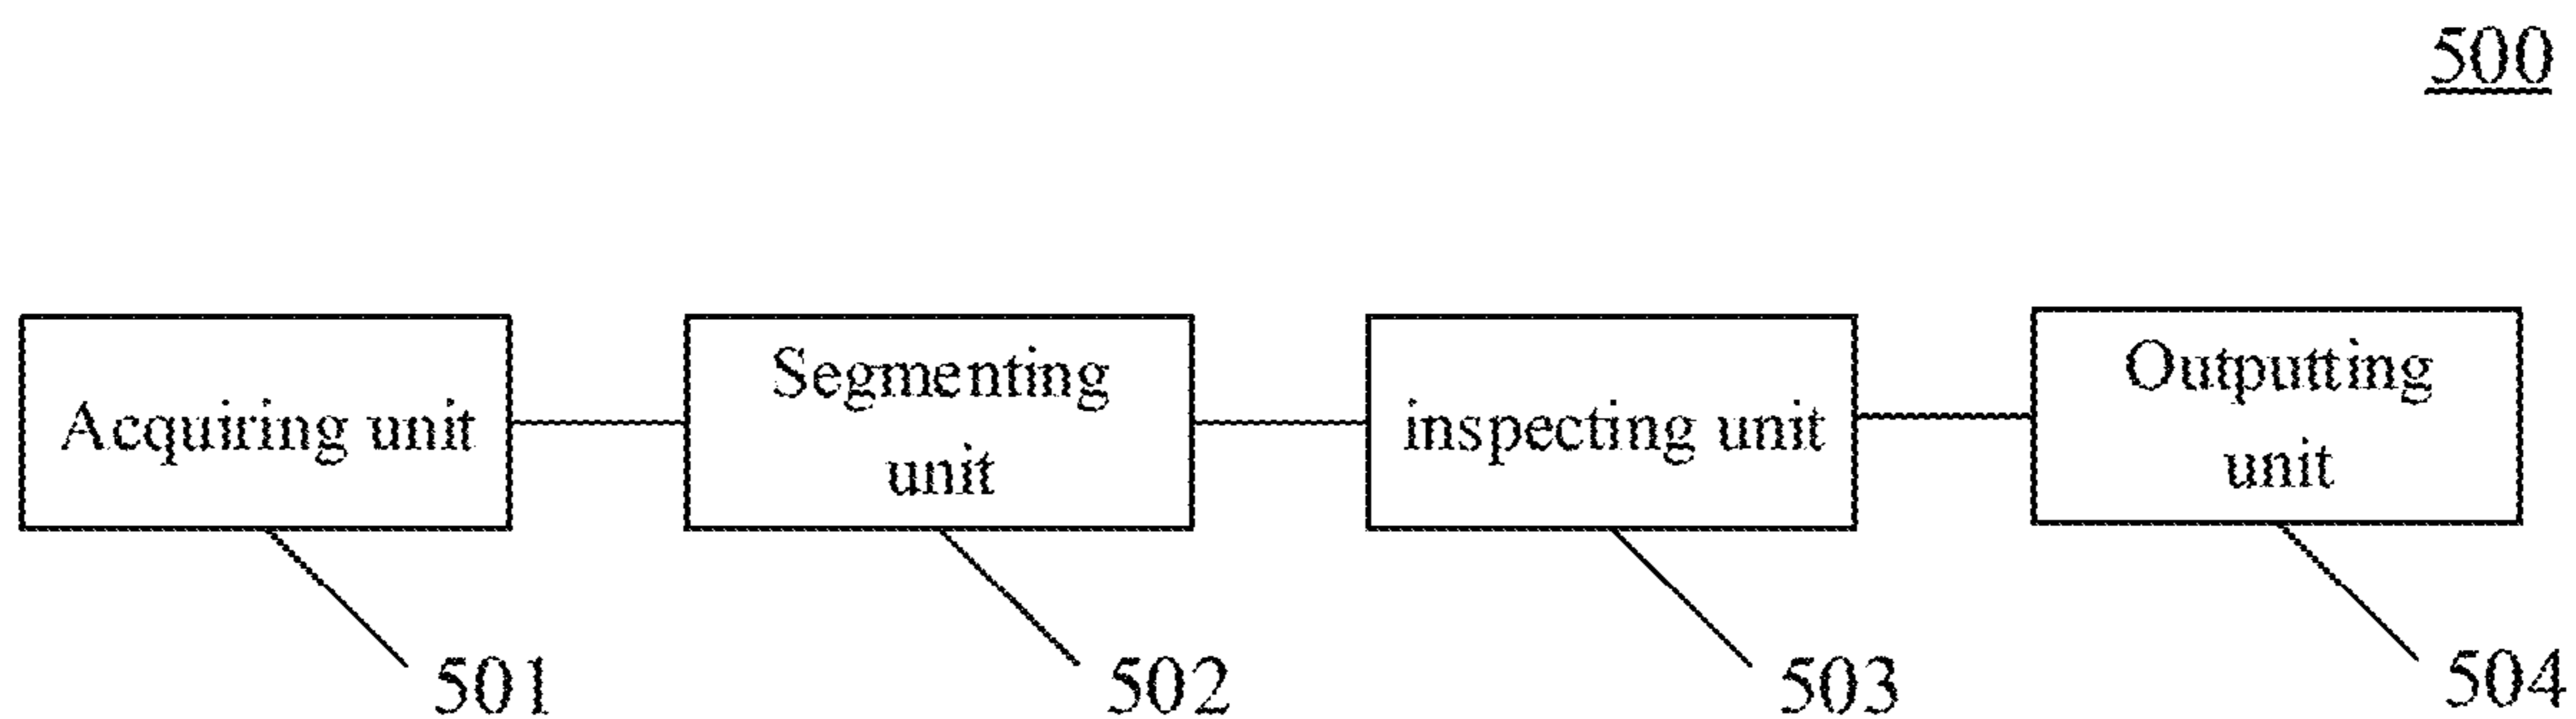 500
Acquiring unit
Segmenting
unit
inspecting unit
Outputting
unit
501
502
503
504